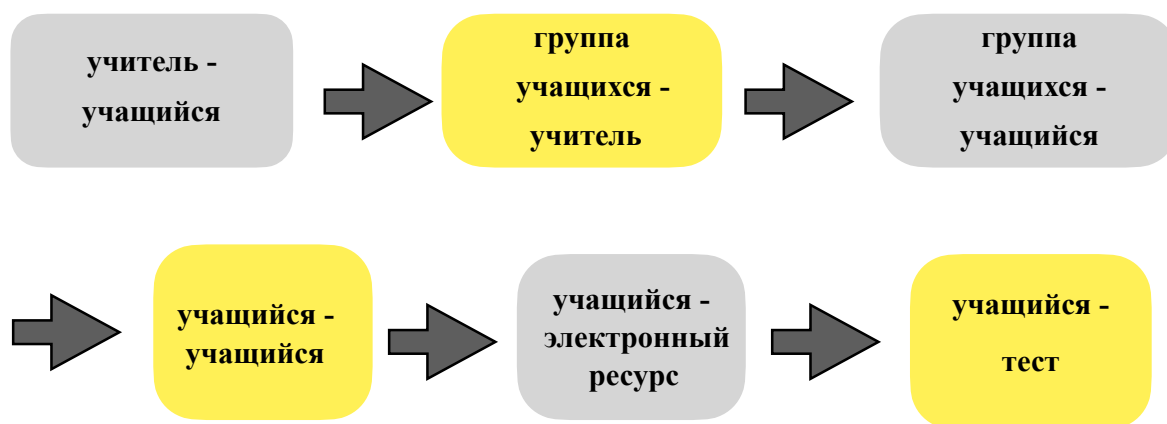 учитель -
учащийся
группа
учащихся -
учитель
группа
учащихся -
учащийся
учащийся -
учащийся
учащийся -
электронный
ресурс
учащийся -
тест